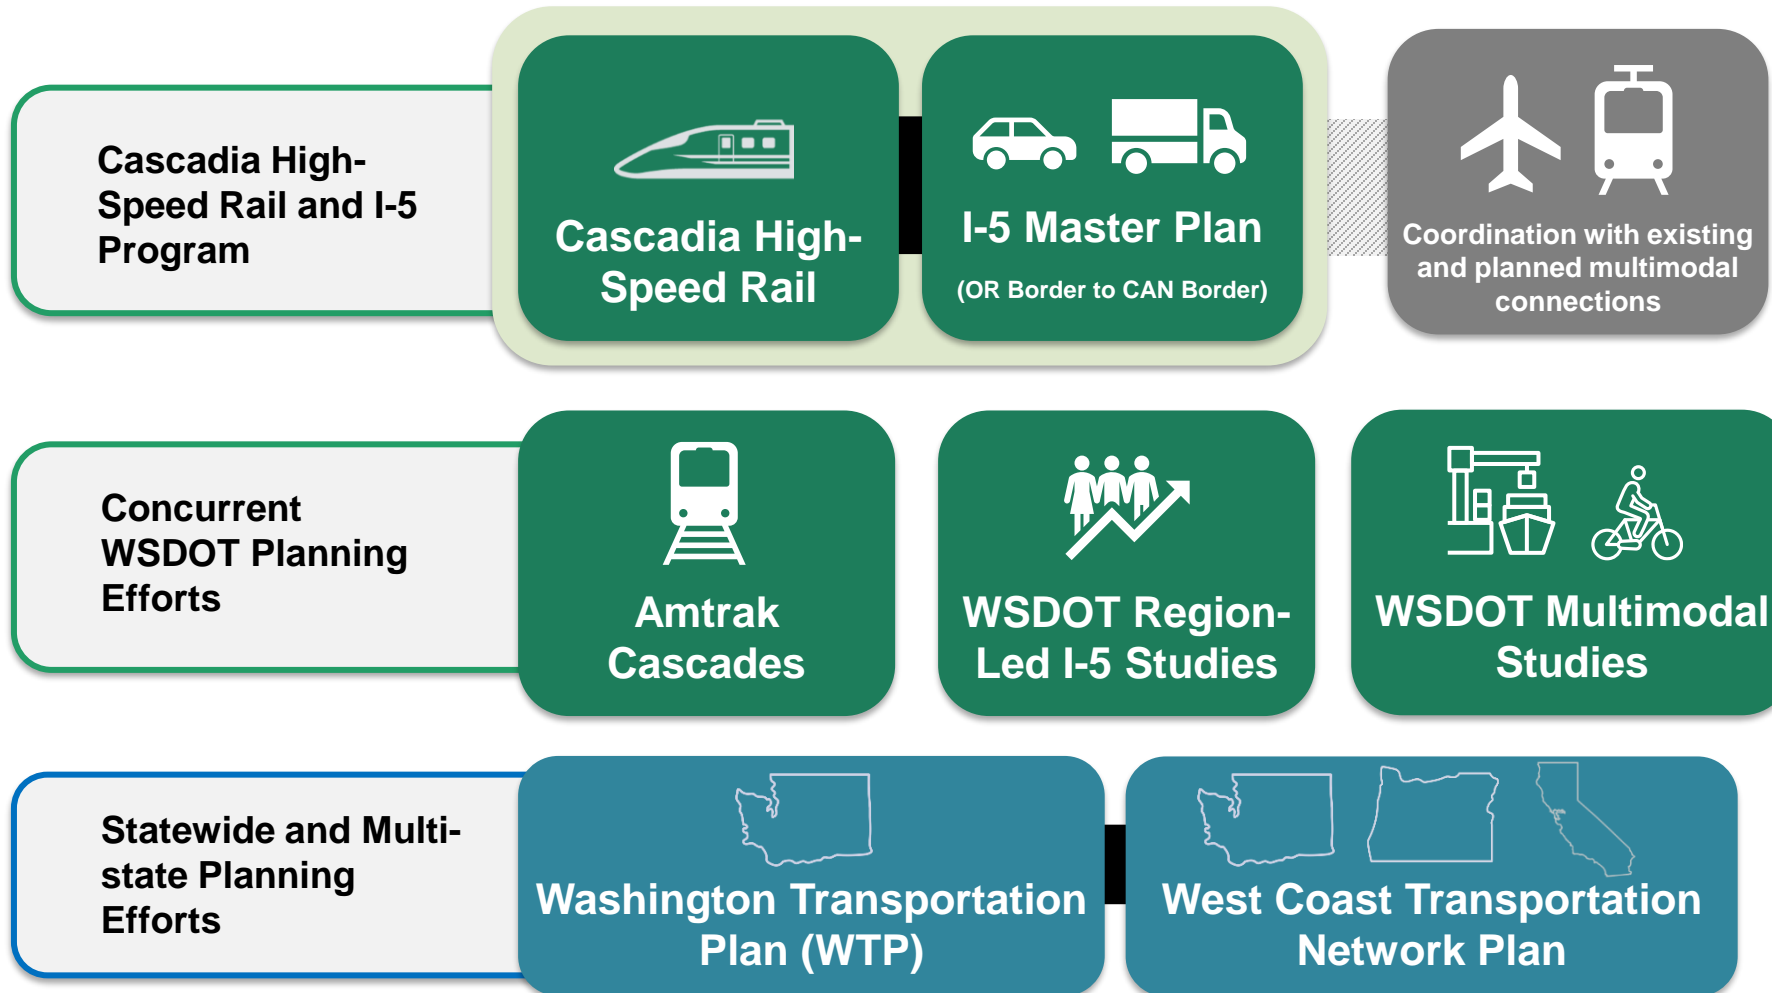 Cascadia High-
Speed Rail and I-5
Program
Cascadia High-
Speed Rail
I-5 Master Plan
(OR Border to CAN Border)
Coordination with existing
and planned multimodal
connections
Concurrent
WSDOT Planning
Efforts
Amtrak
Cascades
WSDOT Region-
Led I-5 Studies
WSDOT Multimodal
Studies
Statewide and Multi-
state Planning
Efforts
Washington Transportation
Plan (WTP)
West Coast Transportation
Network Plan